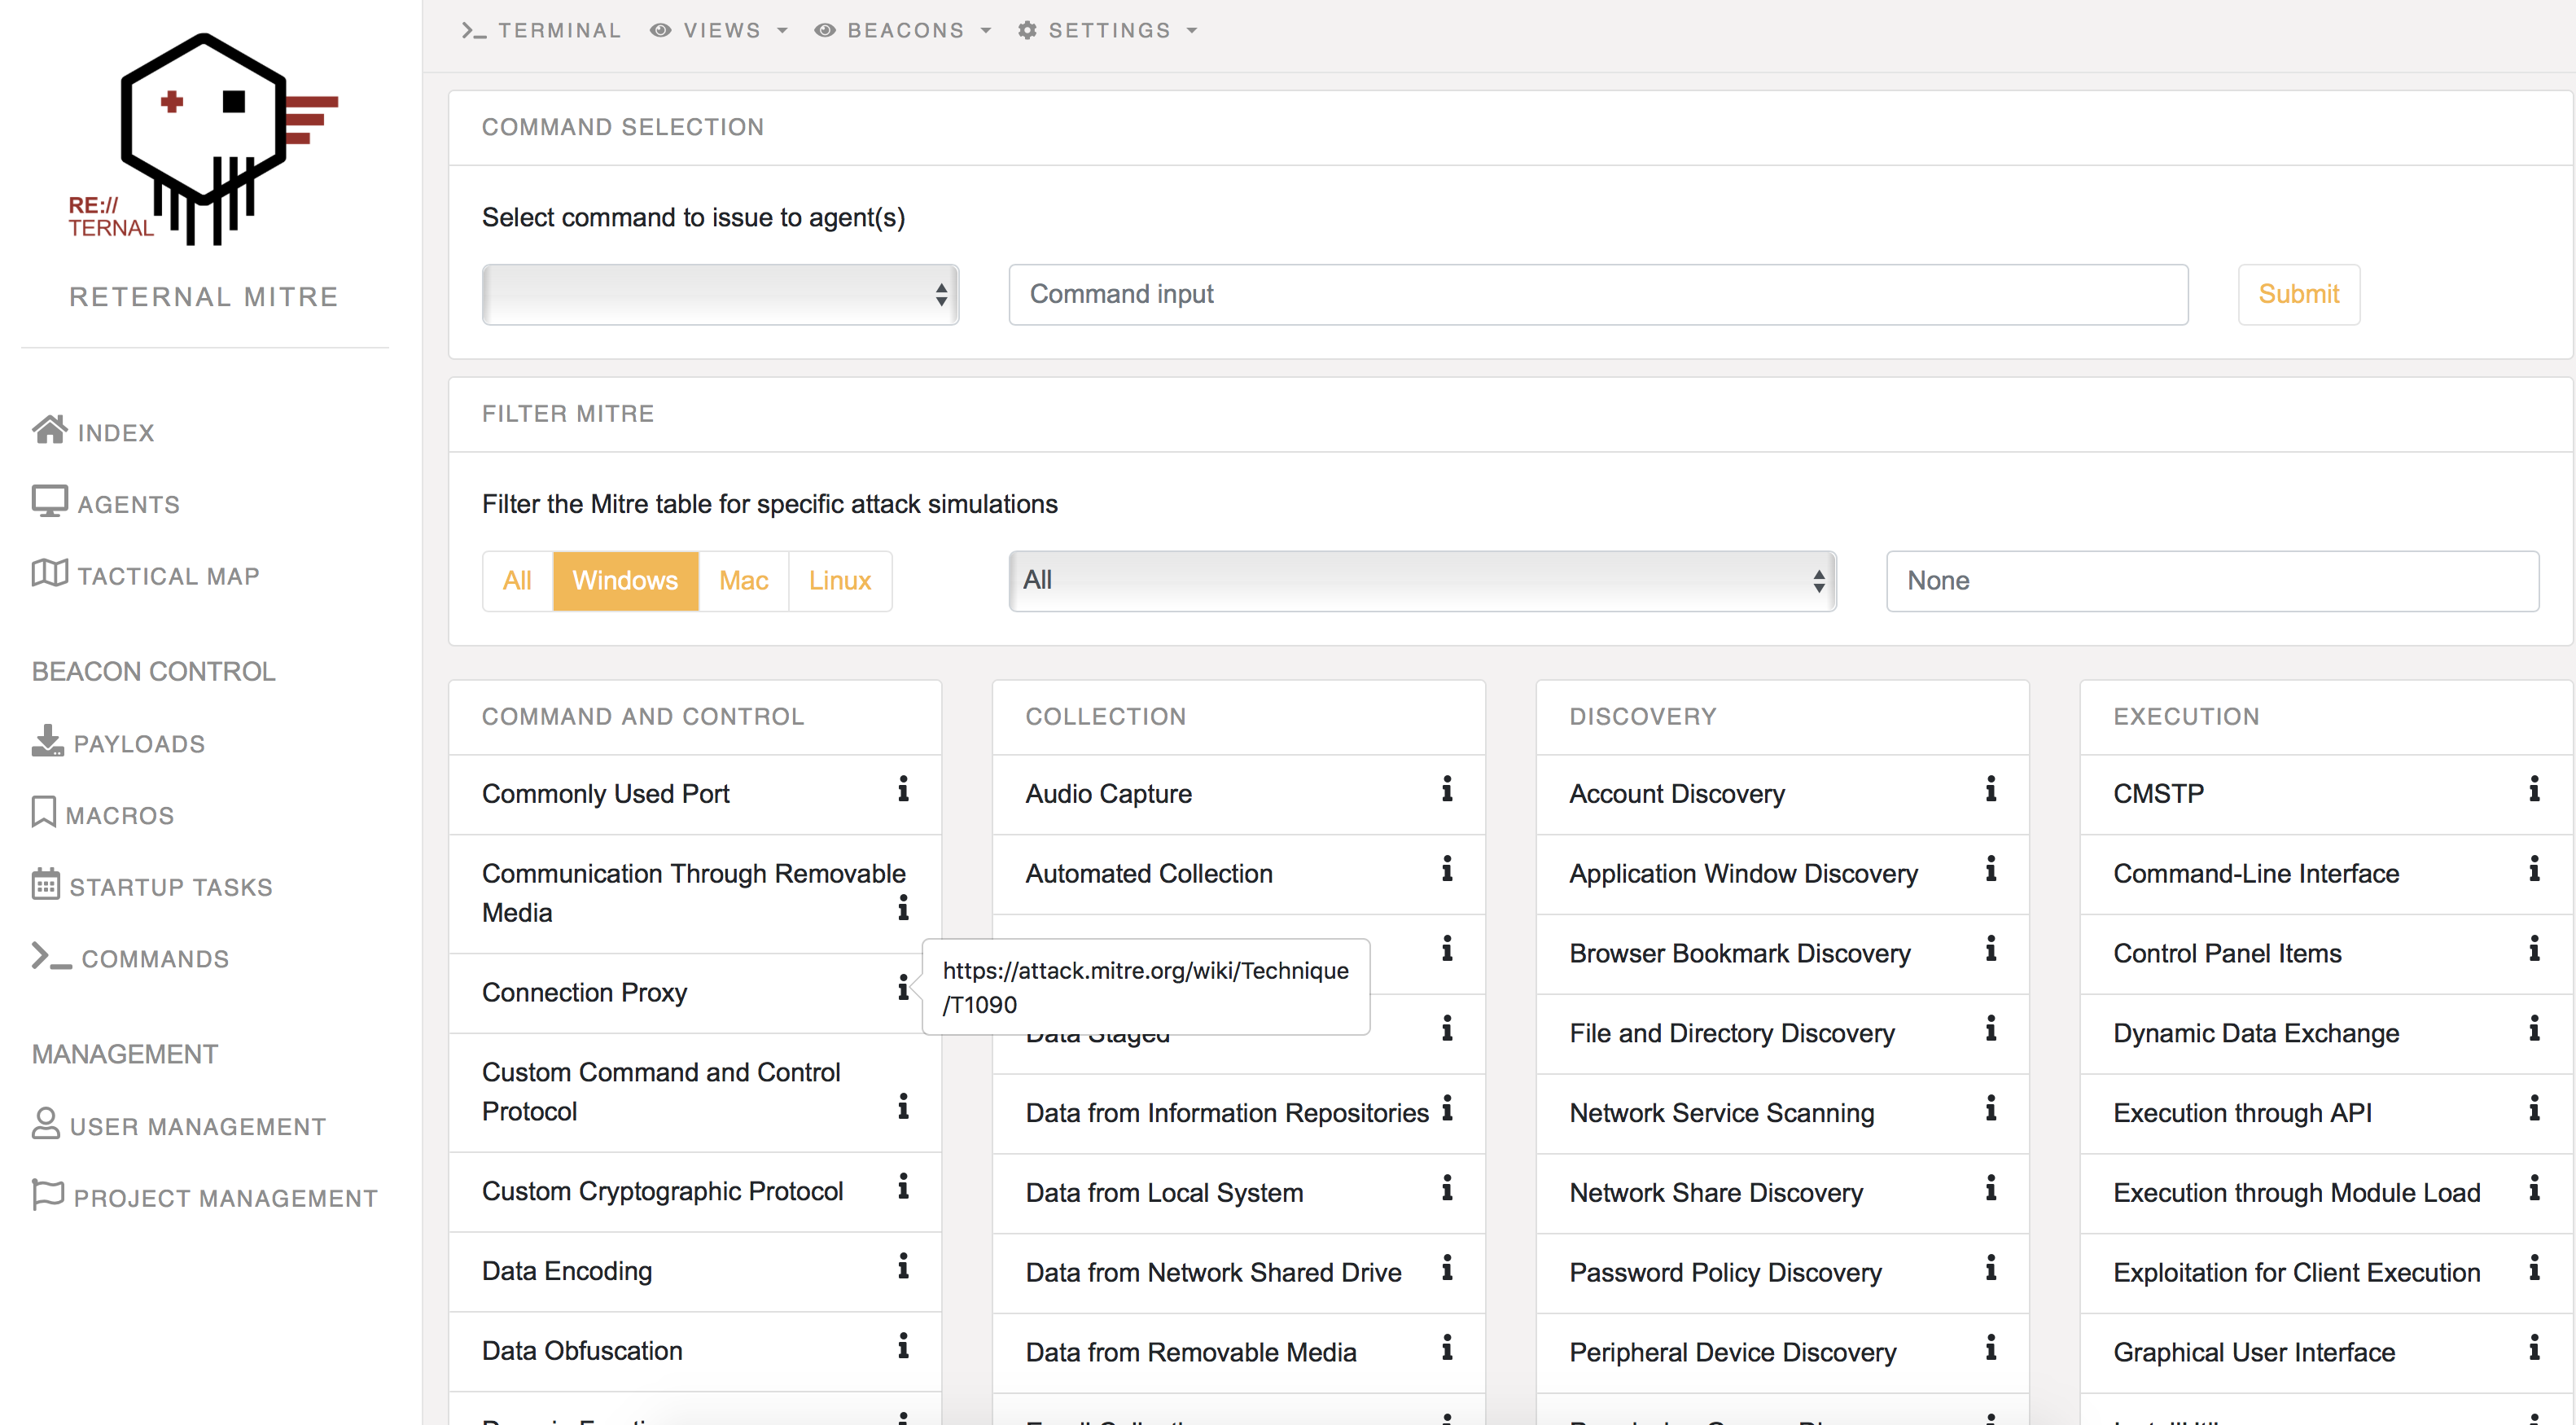 RE://
TERNAL
RETERNAL MITRE
INDEX
AGENTS
TACTICAL MAP
BEACON CONTROL
PAYLOADS
MACROS
STARTUP TASKS
COMMANDS
MANAGEMENT
USER MANAGEMENT
PROJECT MANAGEMENT
TERMINAL VIEWS BEACONS SETTINGS
COMMAND SELECTION
Select command to issue to agent(s)
Command input Submit
FILTER MITRE
Filter the Mitre table for specific attack simulations
All Windows Mac Linux All None
COMMAND AND CONTROL
Commonly Used Port
Communication Through Removable
Media
Connection Proxy
https://attack.mitre.org/wiki/Technique
/T1090
Custom Command and Control
Protocol
Custom Cryptographic Protocol
Data Encoding
Data Obfuscation
COLLECTION
Audio Capture
Automated Collection
Data Staged
Data from Information Repositories
Data from Local System
Data from Network Shared Drive
Data from Removable Media
DISCOVERY
Account Discovery
Application Window Discovery
Browser Bookmark Discovery
File and Directory Discovery
Network Service Scanning
Network Share Discovery
Password Policy Discovery
Peripheral Device Discovery
EXECUTION
CMSTP
Command-Line Interface
Control Panel Items
Dynamic Data Exchange
Execution through API
Execution through Module Load
Exploitation for Client Execution
Graphical User Interface